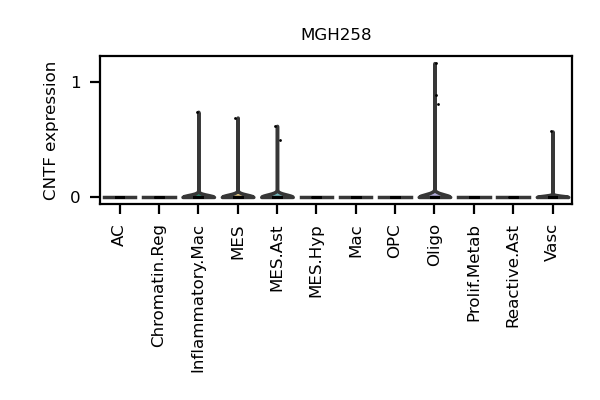 MGH258
CNTF expression
1
0
AC
Chromatin.Reg
Inflammatory.Mac
MES
MES.Ast
MES.Hyp
Mac
OPC
Oligo
Prolif.Metab
Reactive.Ast
Vasc